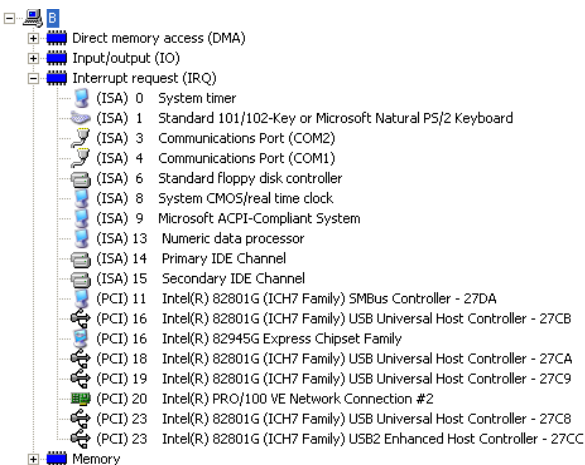 B
Direct memory access (DMA)
Input/output (IO)
Interrupt request (IRQ)
(ISA) 0 System timer
(ISA) 1 Standard 101/102-Key or Microsoft Natural PS/2 Keyboard
(ISA) 3 Communications Port (COM2)
(ISA) 4 Communications Port (COM1)
(ISA) 6 Standard floppy disk controller
(ISA) 8 System CMOS/real time clock
(ISA) 9 Microsoft ACPI-Compliant System
(ISA) 13 Numeric data processor
(ISA) 14 Primary IDE Channel
(ISA) 15 Secondary IDE Channel
(PCI) 11 Intel(R) 82801G (ICH7 Family) SMBus Controller - 27DA
(PCI) 16 Intel(R) 82801G (ICH7 Family) USB Universal Host Controller - 27CB
(PCI) 16 Intel(R) 82945G Express Chipset Family
(PCI) 18 Intel(R) 82801G (ICH7 Family) USB Universal Host Controller - 27CA
(PCI) 19 Intel(R) 82801G (ICH7 Family) USB Universal Host Controller - 27C9
(PCI) 20 Intel(R) PRO/100 VE Network Connection #2
(PCI) 23 Intel(R) 82801G (ICH7 Family) USB Universal Host Controller - 27C8
(PCI) 23 Intel(R) 82801G (ICH7 Family) USB2 Enhanced Host Controller - 27CC
Memory